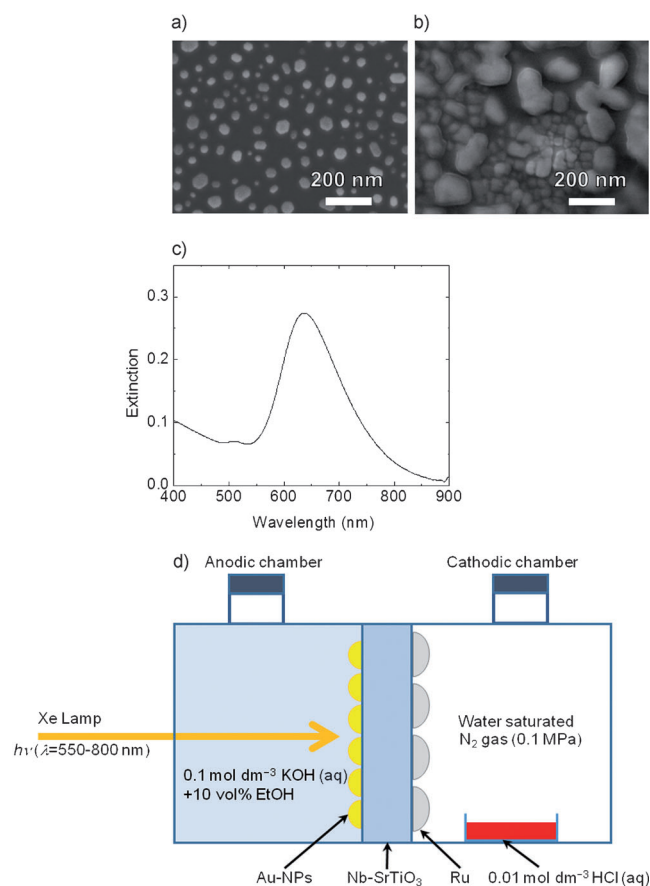 a)
b)
200 nm
200 nm
c)
0.3
0.2
0.1
0.0
Extinction
400 500 600 700 800 900
Wavelength (nm)
d)
Anodic chamber
Cathodic chamber
Xe Lamp
hν (λ=550-800 nm)
0.1 mol dm⁻³ KOH (aq)
+10 vol% EtOH
Water saturated
N₂ gas (0.1 MPa)
Au-NPs
Nb-SrTiO₃
Ru
0.01 mol dm⁻³ HCl (aq)